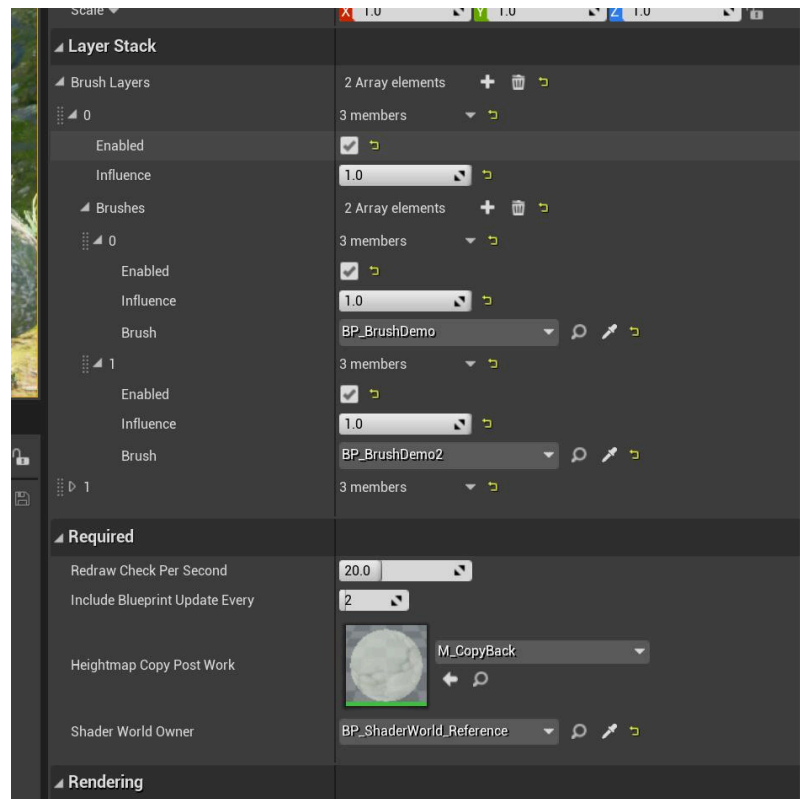 Scale X 1.0 Y 1.0 Z 1.0
Layer Stack
Brush Layers 2 Array elements
0 3 members
Enabled
Influence 1.0
Brushes 2 Array elements
0 3 members
Enabled
Influence 1.0
Brush BP_BrushDemo
1 3 members
Enabled
Influence 1.0
Brush BP_BrushDemo2
1 3 members
Required
Redraw Check Per Second 20.0
Include Blueprint Update Every 2
M_CopyBack
Heightmap Copy Post Work
Shader World Owner BP_ShaderWorld_Reference
Rendering